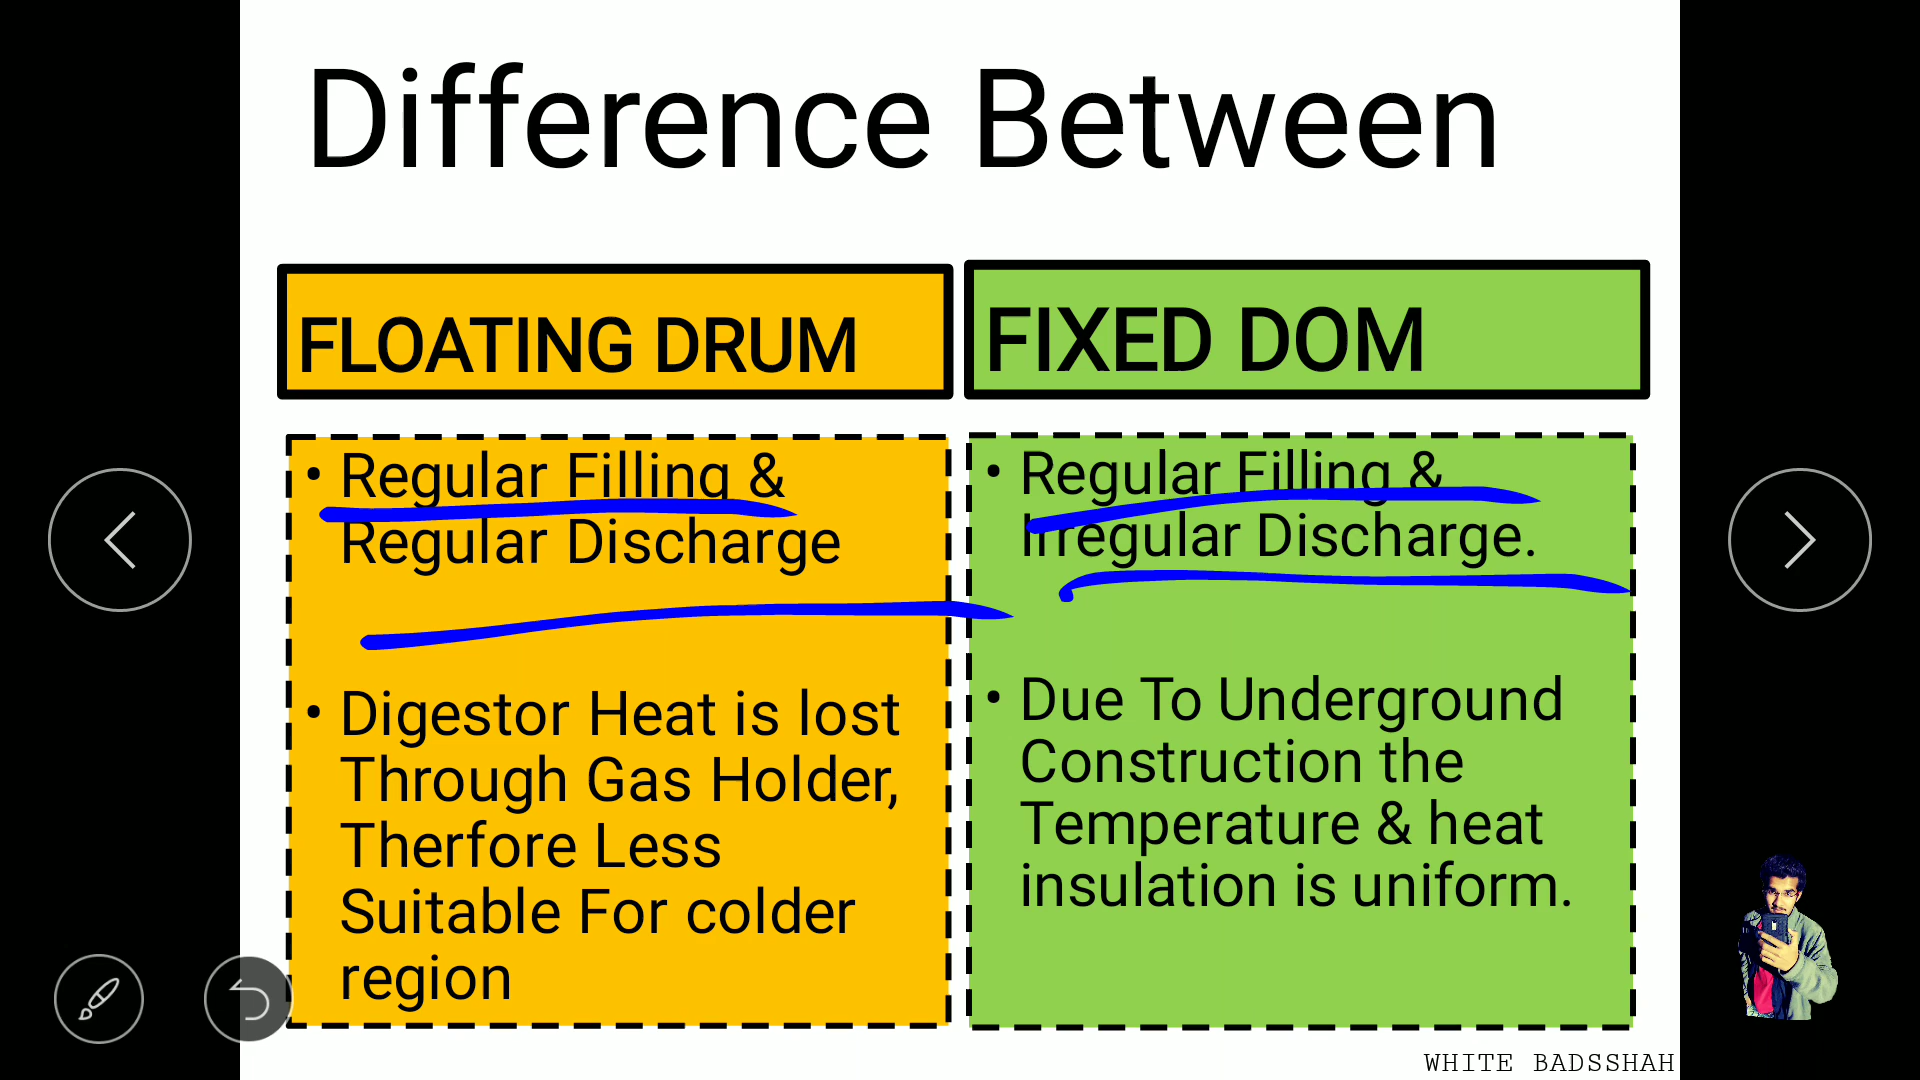 Difference Between
FLOATING DRUM
FIXED DOM
• Regular Filling &
Regular Discharge
• Digestor Heat is lost
Through Gas Holder,
Therfore Less
Suitable For colder
region
• Regular Filling &
Irregular Discharge.
• Due To Underground
Construction the
Temperature & heat
insulation is uniform.
WHITE BADSSHAH